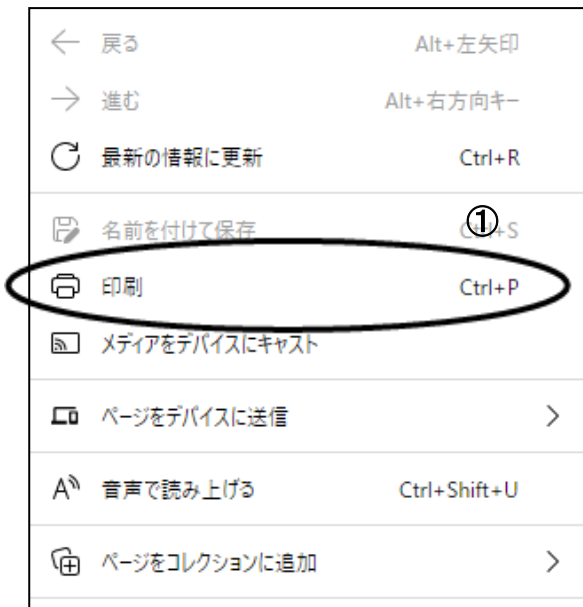 戻る Alt+左矢印
進む Alt+右方向キー
最新の情報に更新 Ctrl+R
①
名前を付けて保存 Ctrl+S
印刷 Ctrl+P
メディアをデバイスにキャスト
ページをデバイスに送信
音声で読み上げる Ctrl+Shift+U
ページをコレクションに追加